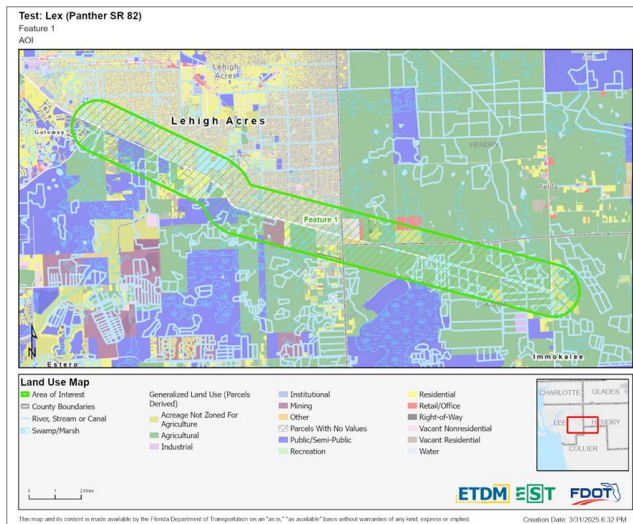 Test: Lex (Panther SR 82)
Feature 1
AOI
Lehigh
Acres
Lehigh Acres
Gateway
HENDRY
Felda
Feature 1
Estero
Immokalee
N
Land Use Map
Area of Interest
County Boundaries
River, Stream or Canal
Swamp/Marsh
Generalized Land Use (Parcels Derived)
Acreage Not Zoned For Agriculture
Agricultural
Industrial
Institutional
Mining
Other
Parcels With No Values
Public/Semi-Public
Recreation
Residential
Retail/Office
Right-of-Way
Vacant Nonresidential
Vacant Residential
Water
CHARLOTTE
GLADES
LEE
HENDRY
COLLIER
0 1 2 Miles
ETDM EST FDOT
This map and its content is made available by the Florida Department of Transportation on an "as is," "as available" basis without warranties of any kind, express or implied.
Creation Date: 3/31/2025 6:32 PM